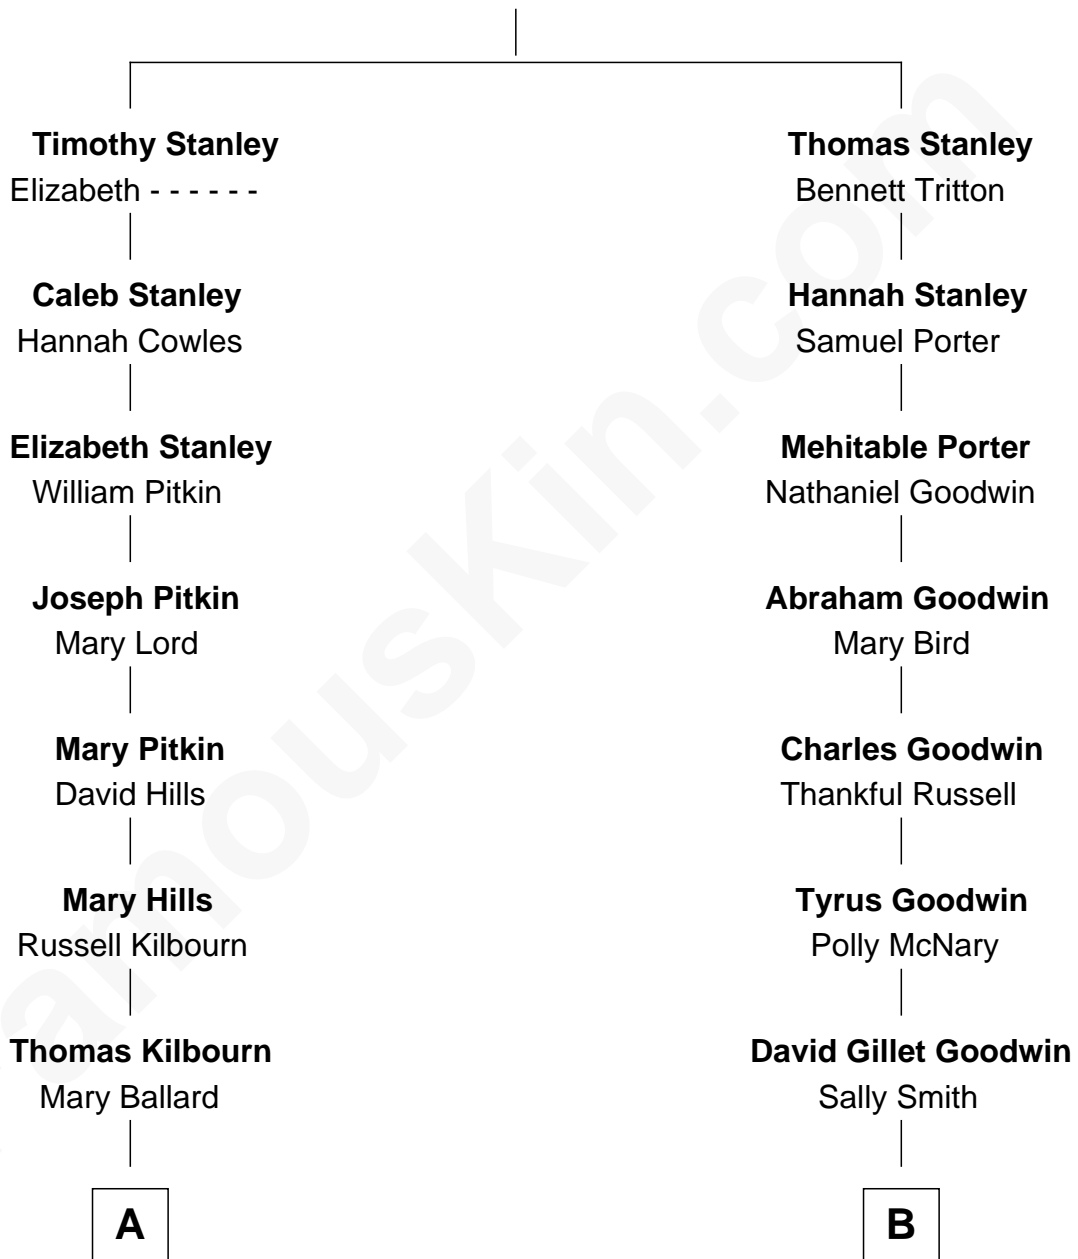 Timothy Stanley
Elizabeth - - - - - -
Thomas Stanley
Bennett Tritton
Caleb Stanley
Hannah Cowles
Hannah Stanley
Samuel Porter
Elizabeth Stanley
William Pitkin
Mehitable Porter
Nathaniel Goodwin
Joseph Pitkin
Mary Lord
Abraham Goodwin
Mary Bird
Mary Pitkin
David Hills
Charles Goodwin
Thankful Russell
Mary Hills
Russell Kilbourn
Tyrus Goodwin
Polly McNary
Thomas Kilbourn
Mary Ballard
David Gillet Goodwin
Sally Smith
A
B
amousKin.com